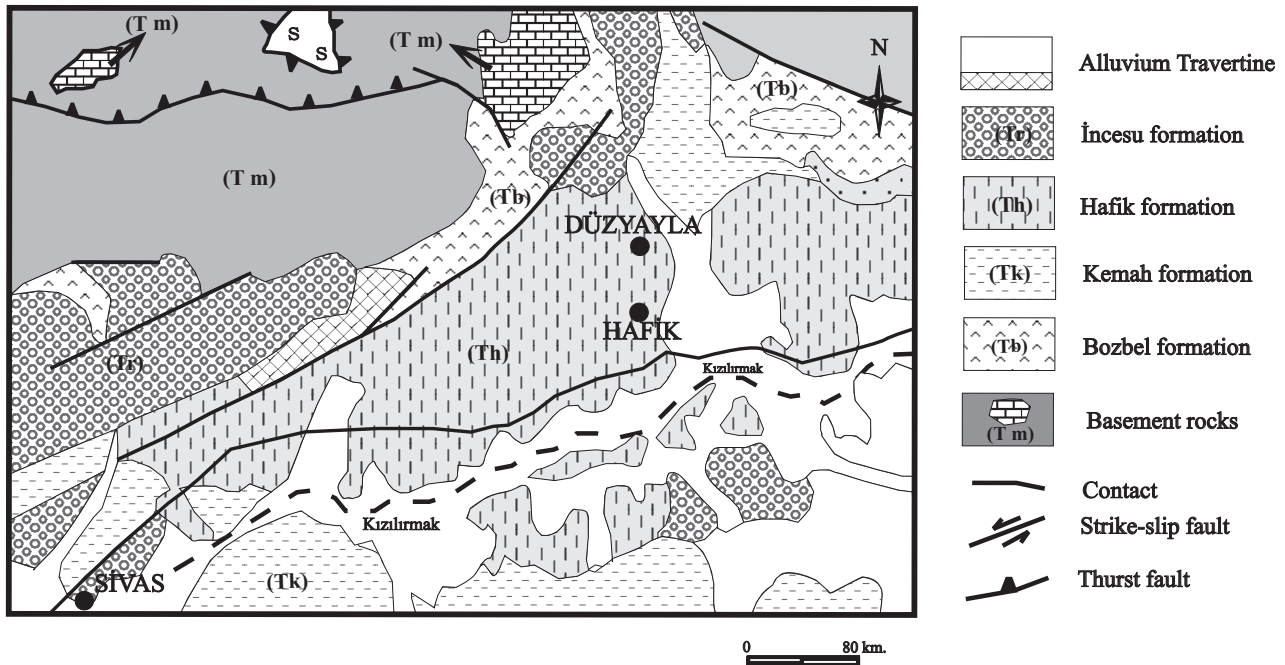 (T m)
S
S
(T m)
N
(Tb)
(T m)
(Tb)
DÜZYAYLA
HAFİK
(Th)
(Tr)
Kızılırmak
Kızılırmak
SİVAS
(Tk)
0 80 km.
Alluvium Travertine
(Tr) İncesu formation
(Th) Hafik formation
(Tk) Kemah formation
(Tb) Bozbel formation
(T m) Basement rocks
Contact
Strike-slip fault
Thurst fault